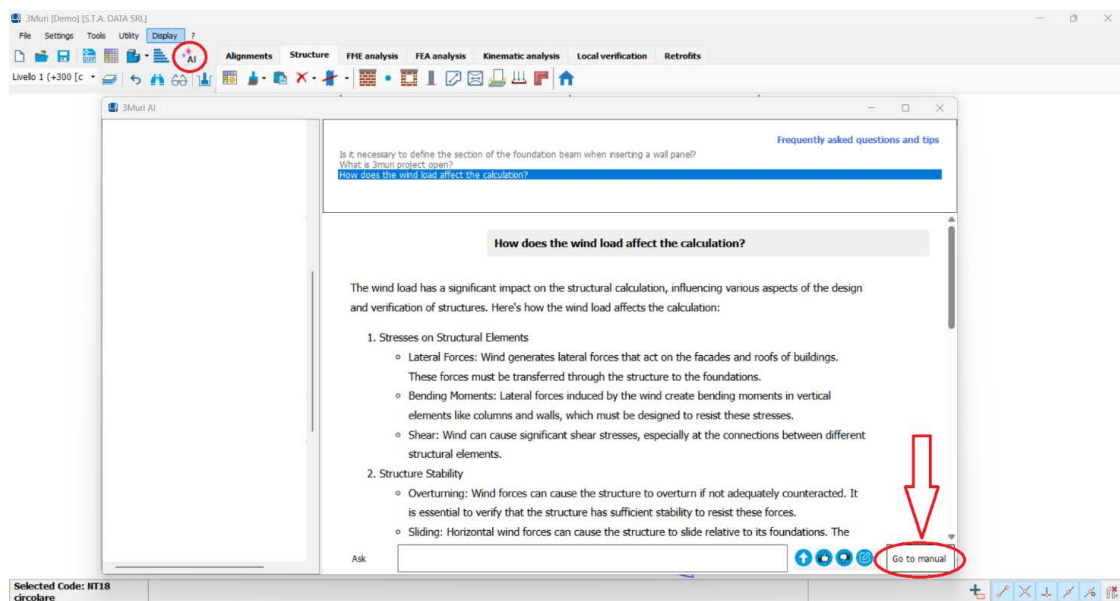 3Muri [Demo] [S.T.A. DATA SRL]
File Settings Tools Utility Display ?
AI
Alignments Structure FME analysis FEA analysis Kinematic analysis Local verification Retrofits
Livello 1 (+300 [c
3Muri AI
Frequently asked questions and tips
Is it necessary to define the section of the foundation beam when inserting a wall panel?
What is 3muri project open?
How does the wind load affect the calculation?
How does the wind load affect the calculation?
The wind load has a significant impact on the structural calculation, influencing various aspects of the design
and verification of structures. Here's how the wind load affects the calculation:
1. Stresses on Structural Elements
Lateral Forces: Wind generates lateral forces that act on the facades and roofs of buildings.
These forces must be transferred through the structure to the foundations.
Bending Moments: Lateral forces induced by the wind create bending moments in vertical
elements like columns and walls, which must be designed to resist these stresses.
Shear: Wind can cause significant shear stresses, especially at the connections between different
structural elements.
2. Structure Stability
Overturning: Wind forces can cause the structure to overturn if not adequately counteracted. It
is essential to verify that the structure has sufficient stability to resist these forces.
Sliding: Horizontal wind forces can cause the structure to slide relative to its foundations. The
Ask
Go to manual
Selected Code: NT18
circolare